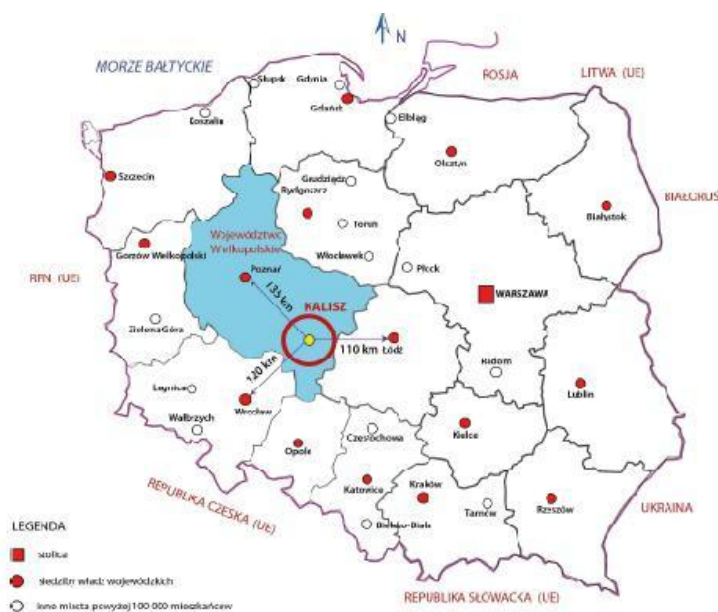 N
MORZE BAŁTYCKIE
ROSJA
LITWA (UE)
Słupsk
Gdynia
Gdańsk
Koszalin
Elbląg
Olsztyn
Szczecin
Grudziądz
Bydgoszcz
BIAŁORUŚ
Białystok
Toruń
Województwo
Wielkopolskie
Gorzów Wielkopolski
Włocławek
Płock
RFN (UE)
Poznań
WARSZAWA
135 km
KALISZ
Zielona Góra
110 km
Łódź
120 km
Radom
Legnica
Lublin
Wrocław
Wałbrzych
Częstochowa
Kielce
Opole
REPUBLIKA CZESKA (UE)
Katowice
Kraków
UKRAINA
Tarnów
Rzeszów
Bielsko-Biała
LEGENDA
stolica
siedziby władz wojewódzkich
inne miasta powyżej 100 000 mieszkańców
REPUBLIKA SŁOWACKA (UE)